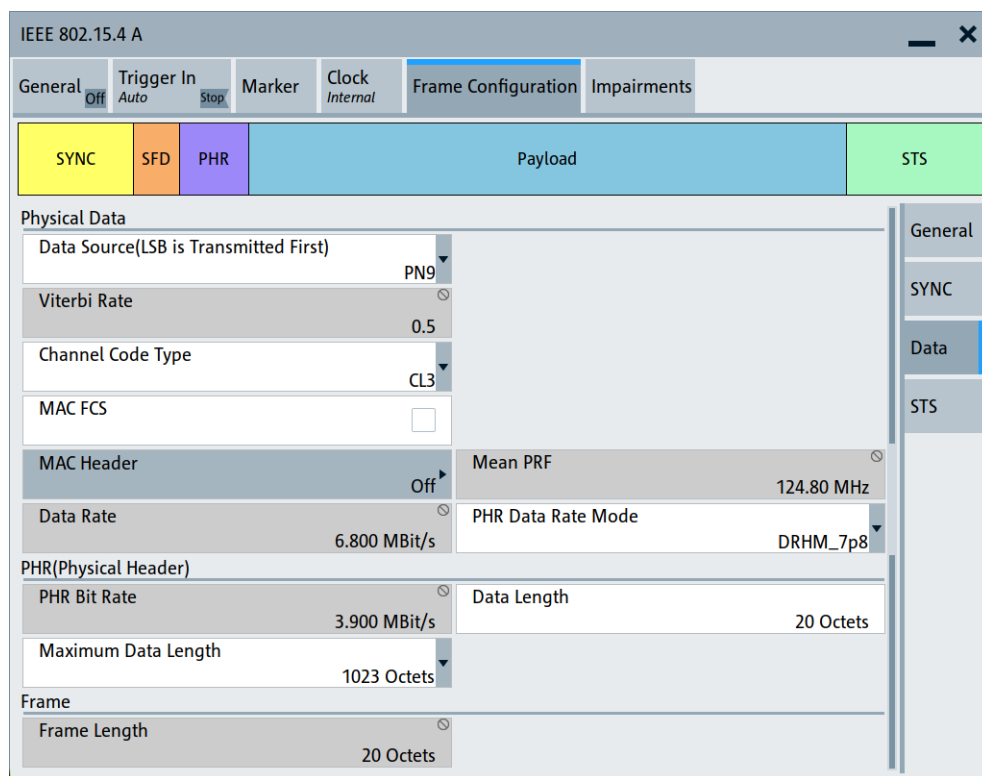 IEEE 802.15.4 A
General Off
Trigger In
Auto Stop
Marker
Clock
Internal
Frame Configuration
Impairments
SYNC
SFD
PHR
Payload
STS
Physical Data
Data Source(LSB is Transmitted First)
PN9
Viterbi Rate
0.5
Channel Code Type
CL3
MAC FCS
MAC Header
Off
Mean PRF
124.80 MHz
Data Rate
6.800 MBit/s
PHR Data Rate Mode
DRHM_7p8
PHR(Physical Header)
PHR Bit Rate
3.900 MBit/s
Data Length
20 Octets
Maximum Data Length
1023 Octets
Frame
Frame Length
20 Octets
General
SYNC
Data
STS